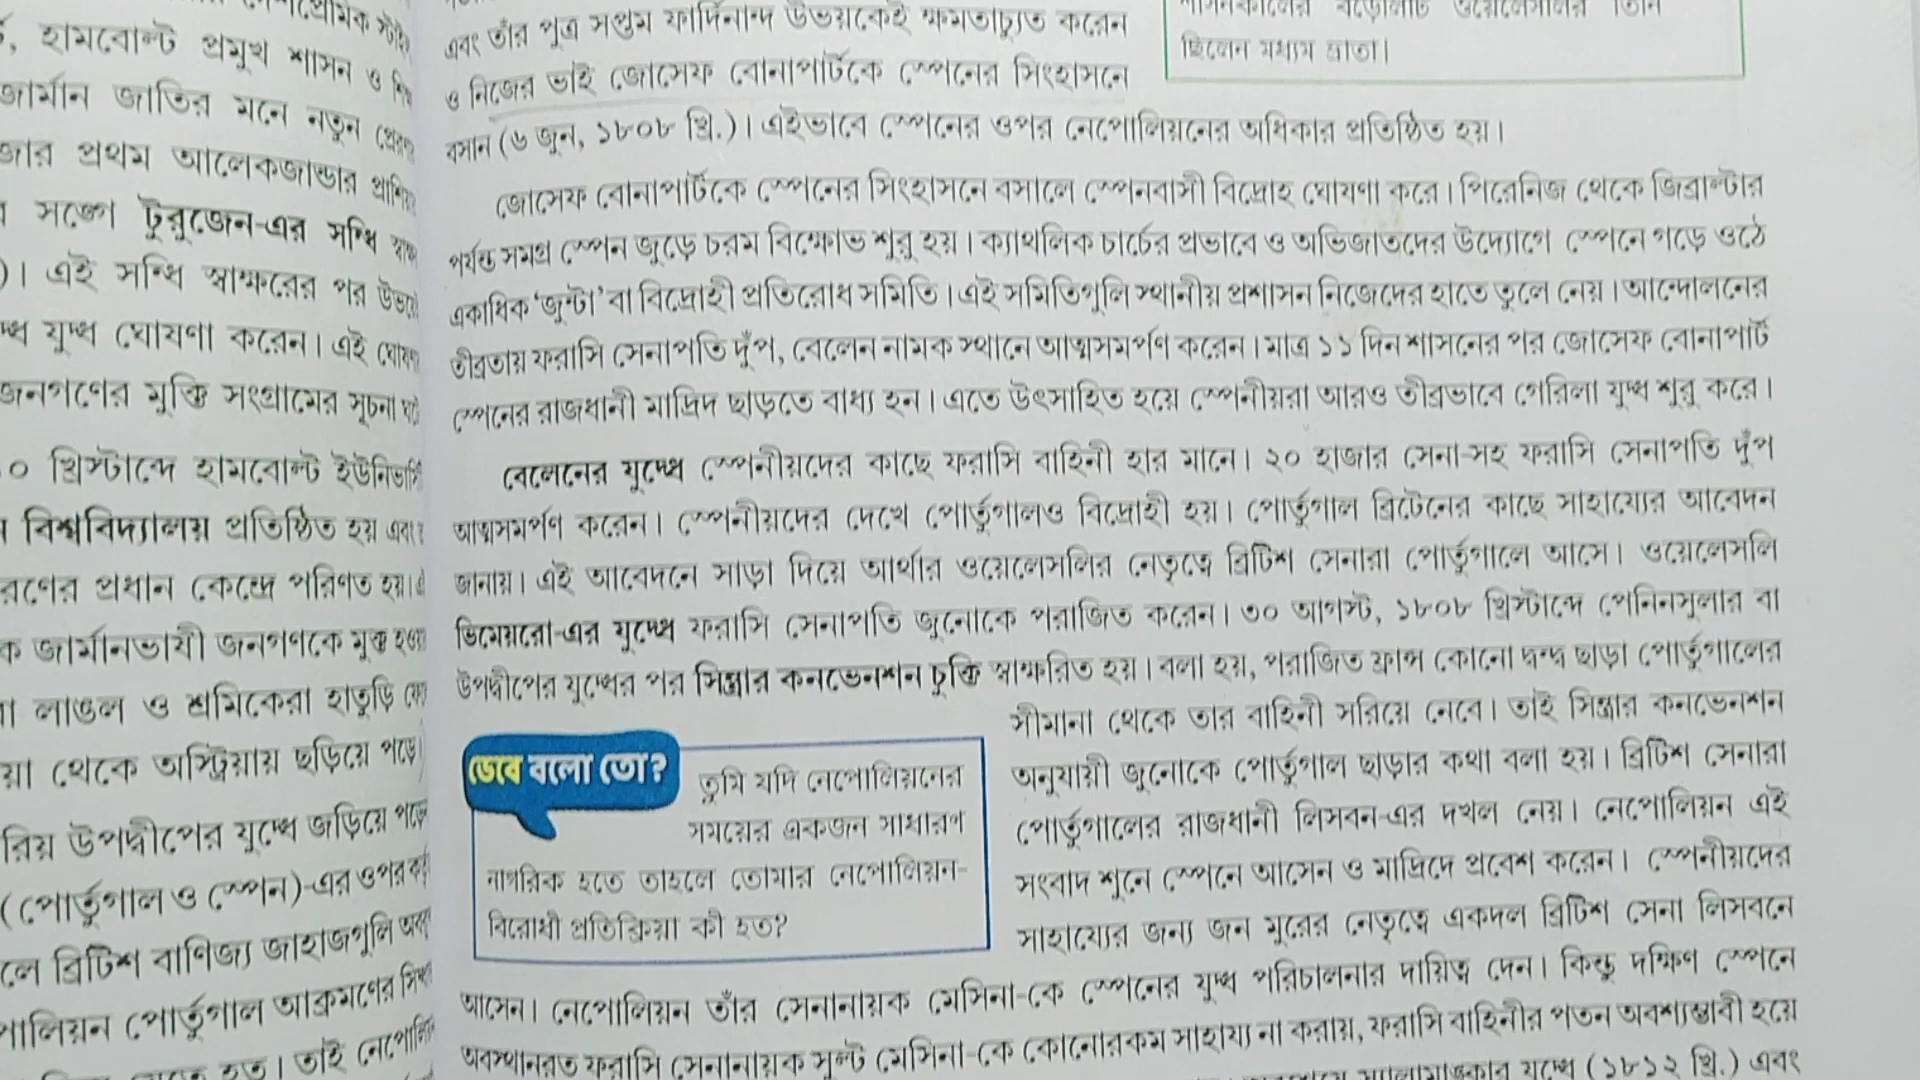 হামবোল্ট প্রমুখ শাসন ও
জার্মান জাতির মনে নতুন
জার প্রথম আলেকজান্ডার
সঙ্গে টুরুজেন-এর সন্ধি
)। এই সন্ধি স্বাক্ষরের পর
যুদ্ধ ঘোষণা করেন। এই
জনগণের মুক্তি সংগ্রামের সূচনা
০ খ্রিস্টাব্দে হামবোল্ট
বিশ্ববিদ্যালয় প্রতিষ্ঠিত হয় এবং
রণের প্রধান কেন্দ্রে পরিণত হয়।
ক জার্মানভাষী জনগণকে মুক্ত
লাঙল ও শ্রমিকেরা হাতুড়ি
য়া থেকে অস্ট্রিয়ায় ছড়িয়ে পড়ে।
রিয় উপদ্বীপের যুদ্ধে জড়িয়ে পড়ে
(পোর্তুগাল ও স্পেন)-এর ওপর
লে ব্রিটিশ বাণিজ্য জাহাজগুলি
পোর্তুগাল আক্রমণের
হত। তাই
এবং তাঁর পুত্র সপ্তম ফার্দিনান্দ উভয়কেই ক্ষমতাচ্যুত করেন
ও নিজের ভাই জোসেফ বোনাপার্টকে স্পেনের সিংহাসনে
বসান (৬ জুন, ১৮০৮ খ্রি.)। এইভাবে স্পেনের ওপর নেপোলিয়নের অধিকার প্রতিষ্ঠিত হয়।
ছিলেন মধ্যম ভ্রাতা।
জোসেফ বোনাপার্টকে স্পেনের সিংহাসনে বসালে স্পেনবাসী বিদ্রোহ ঘোষণা করে। পিরেনিজ থেকে জিব্রাল্টার
পর্যন্ত সমগ্র স্পেন জুড়ে চরম বিক্ষোভ শুরু হয়। ক্যাথলিক চার্চের প্রভাবে ও অভিজাতদের উদ্যোগে স্পেনে গড়ে ওঠে
একাধিক ‘জুন্টা’ বা বিদ্রোহী প্রতিরোধ সমিতি। এই সমিতিগুলি স্থানীয় প্রশাসন নিজেদের হাতে তুলে নেয়। আন্দোলনের
তীব্রতায় ফরাসি সেনাপতি দুঁপ, বেলেন নামক স্থানে আত্মসমর্পণ করেন। মাত্র ১১ দিন শাসনের পর জোসেফ বোনাপার্ট
স্পেনের রাজধানী মাদ্রিদ ছাড়তে বাধ্য হন। এতে উৎসাহিত হয়ে স্পেনীয়রা আরও তীব্রভাবে গেরিলা যুদ্ধ শুরু করে।
বেলেনের যুদ্ধে স্পেনীয়দের কাছে ফরাসি বাহিনী হার মানে। ২০ হাজার সেনা-সহ ফরাসি সেনাপতি দুঁপ
আত্মসমর্পণ করেন। স্পেনীয়দের দেখে পোর্তুগালও বিদ্রোহী হয়। পোর্তুগাল ব্রিটেনের কাছে সাহায্যের আবেদন
জানায়। এই আবেদনে সাড়া দিয়ে আর্থার ওয়েলেসলির নেতৃত্বে ব্রিটিশ সেনারা পোর্তুগালে আসে। ওয়েলেসলি
ভিমেয়রো-এর যুদ্ধে ফরাসি সেনাপতি জুনোকে পরাজিত করেন। ৩০ আগস্ট, ১৮০৮ খ্রিস্টাব্দে পেনিনসুলার বা
উপদ্বীপের যুদ্ধের পর সিন্ত্রার কনভেনশন চুক্তি স্বাক্ষরিত হয়। বলা হয়, পরাজিত ফ্রান্স কোনো দ্বন্দ্ব ছাড়া পোর্তুগালের
সীমানা থেকে তার বাহিনী সরিয়ে নেবে। তাই সিন্ত্রার কনভেনশন
অনুযায়ী জুনোকে পোর্তুগাল ছাড়ার কথা বলা হয়। ব্রিটিশ সেনারা
পোর্তুগালের রাজধানী লিসবন-এর দখল নেয়। নেপোলিয়ন এই
সংবাদ শুনে স্পেনে আসেন ও মাদ্রিদে প্রবেশ করেন। স্পেনীয়দের
সাহায্যের জন্য জন মুরের নেতৃত্বে একদল ব্রিটিশ সেনা লিসবনে
ভেবে বলো তো?
তুমি যদি নেপোলিয়নের
সময়ের একজন সাধারণ
নাগরিক হতে তাহলে তোমার নেপোলিয়ন-
বিরোধী প্রতিক্রিয়া কী হত?
আসেন। নেপোলিয়ন তাঁর সেনানায়ক মেসিনা-কে স্পেনের যুদ্ধ পরিচালনার দায়িত্ব দেন। কিন্তু দক্ষিণ স্পেনে
অবস্থানরত ফরাসি সেনানায়ক সুল্ট মেসিনা-কে কোনোরকম সাহায্য না করায়, ফরাসি বাহিনীর পতন অবশ্যম্ভাবী হয়ে
যুদ্ধে (১৮১২ খ্রি.) এবং